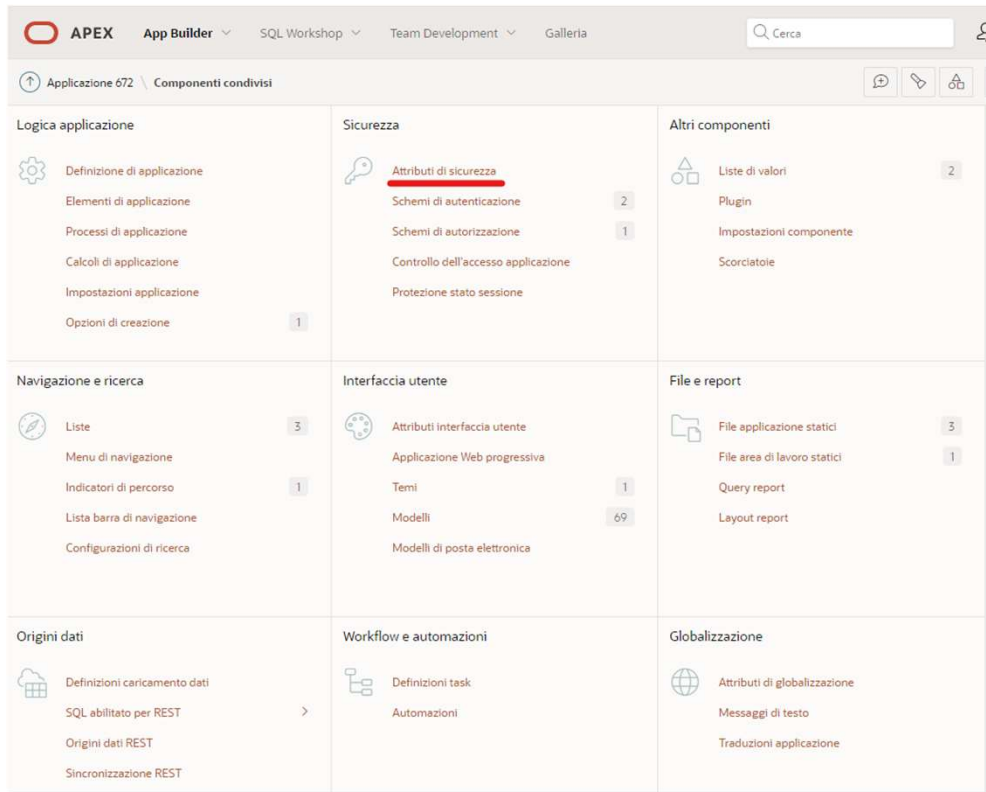 APEX App Builder SQL Workshop Team Development Galleria Cerca
Applicazione 672 \ Componenti condivisi
Logica applicazione
Definizione di applicazione
Elementi di applicazione
Processi di applicazione
Calcoli di applicazione
Impostazioni applicazione
Opzioni di creazione 1
Sicurezza
Attributi di sicurezza
Schemi di autenticazione 2
Schemi di autorizzazione 1
Controllo dell'accesso applicazione
Protezione stato sessione
Altri componenti
Liste di valori 2
Plugin
Impostazioni componente
Scorciatoie
Navigazione e ricerca
Liste 3
Menu di navigazione
Indicatori di percorso 1
Lista barra di navigazione
Configurazioni di ricerca
Interfaccia utente
Attributi interfaccia utente
Applicazione Web progressiva
Temi 1
Modelli 69
Modelli di posta elettronica
File e report
File applicazione statici 3
File area di lavoro statici 1
Query report
Layout report
Origini dati
Definizioni caricamento dati
SQL abilitato per REST
Origini dati REST
Sincronizzazione REST
Workflow e automazioni
Definizioni task
Automazioni
Globalizzazione
Attributi di globalizzazione
Messaggi di testo
Traduzioni applicazione